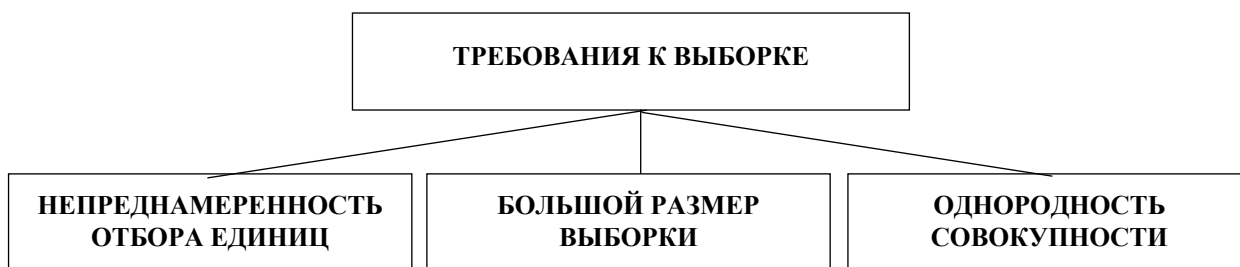 ТРЕБОВАНИЯ К ВЫБОРКЕ
НЕПРЕДНАМЕРЕННОСТЬ
ОТБОРА ЕДИНИЦ
БОЛЬШОЙ РАЗМЕР
ВЫБОРКИ
ОДНОРОДНОСТЬ
СОВОКУПНОСТИ